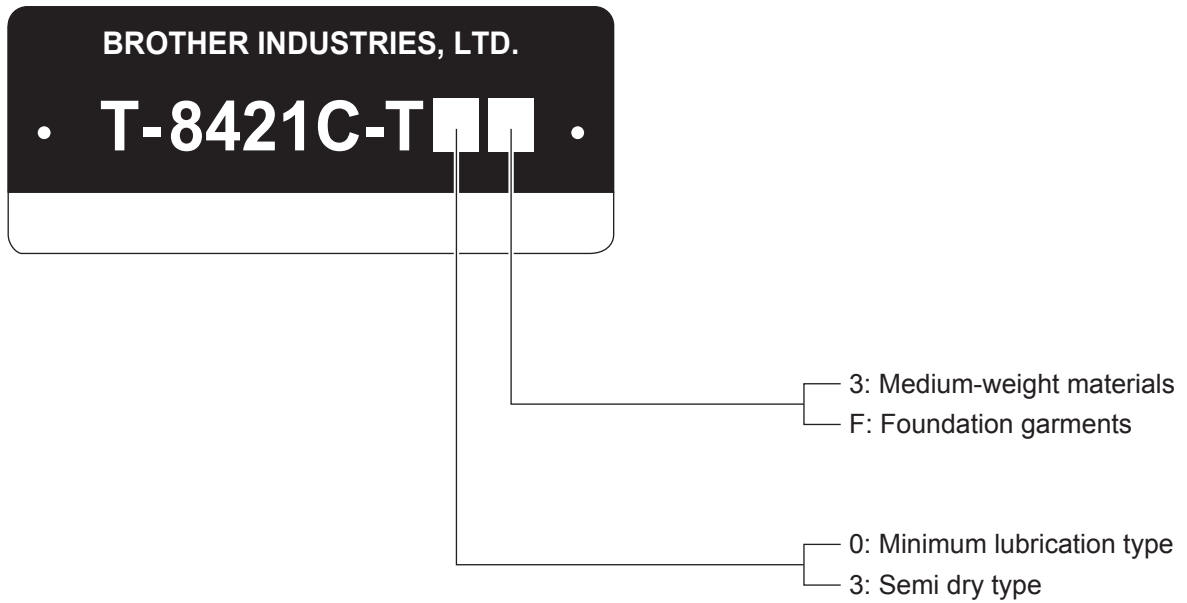 BROTHER INDUSTRIES, LTD.
T-8421C-T
3: Medium-weight materials
F: Foundation garments
0: Minimum lubrication type
3: Semi dry type